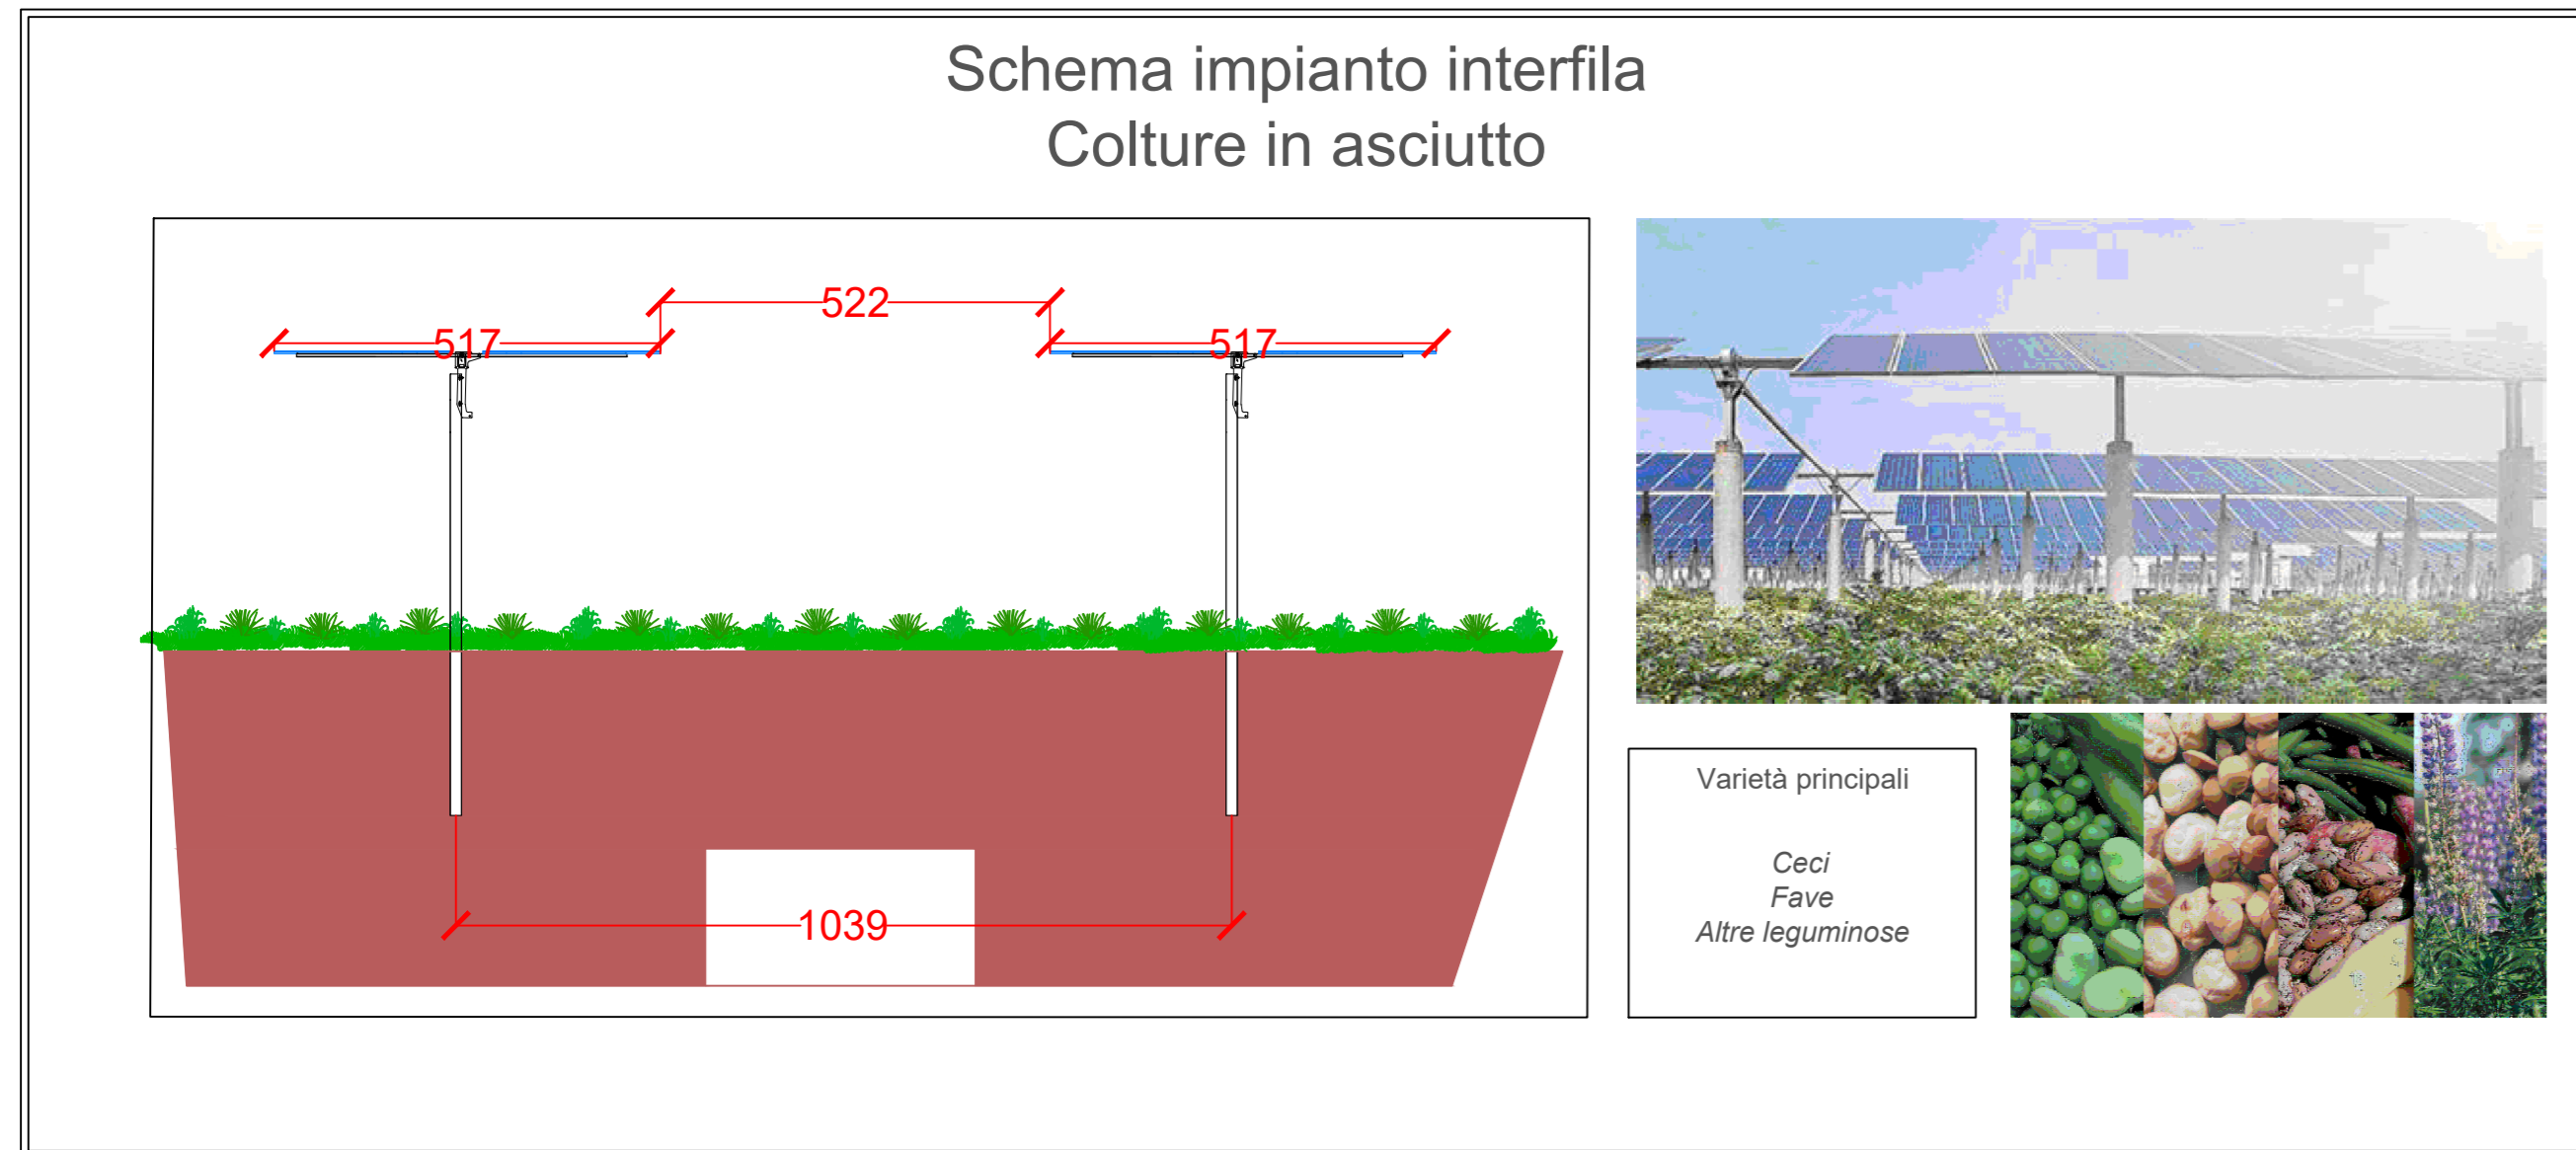 Schema impianto interfila
Colture in asciutto
522
517
517
1039
Varietà principali
Ceci
Fave
Altre leguminose